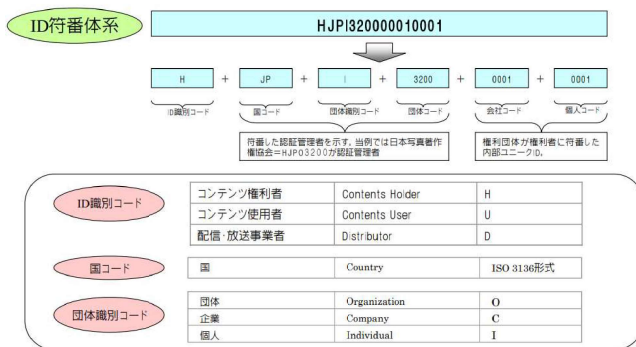 ID符番体系
HJPI320000010001
H + JP + I + 3200 + 0001 + 0001
ID識別コード 国コード 団体識別コード 団体コード 会社コード 個人コード
符番した認証管理者を示す。当例では日本写真著作
権協会=HJPO3200が認証管理者
権利団体が権利者に符番した
内部ユニークID。
ID識別コード
コンテンツ権利者 Contents Holder H
コンテンツ使用者 Contents User U
配信・放送事業者 Distributor D
国コード
国 Country ISO 3136形式
団体識別コード
団体 Organization O
企業 Company C
個人 Individual I